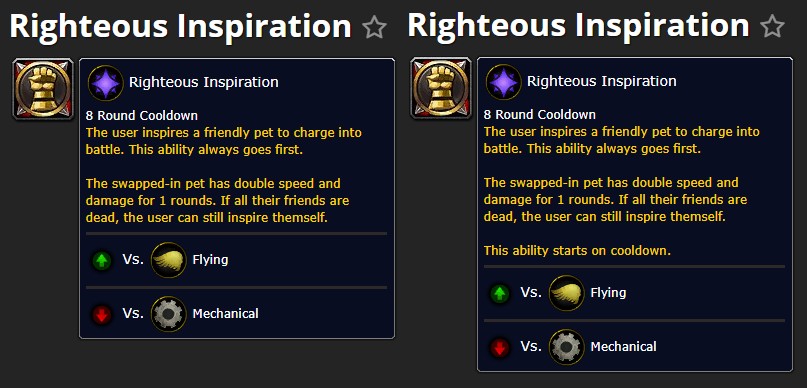 Righteous Inspiration
Righteous Inspiration
8 Round Cooldown
The user inspires a friendly pet to charge into
battle. This ability always goes first.
The swapped-in pet has double speed and
damage for 1 rounds. If all their friends are
dead, the user can still inspire themself.
Vs. Flying
Vs. Mechanical
Righteous Inspiration
Righteous Inspiration
8 Round Cooldown
The user inspires a friendly pet to charge into
battle. This ability always goes first.
The swapped-in pet has double speed and
damage for 1 rounds. If all their friends are
dead, the user can still inspire themself.
This ability starts on cooldown.
Vs. Flying
Vs. Mechanical